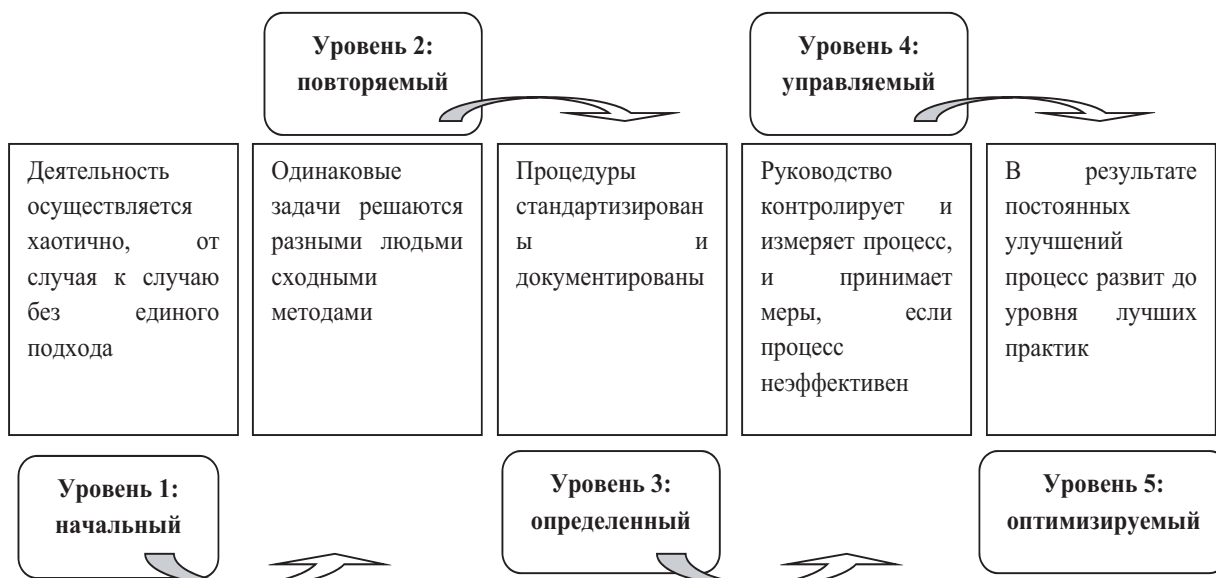 Уровень 2:
повторяемый
Уровень 4:
управляемый
Деятельность
осуществляется
хаотично, от
случая к случаю
без единого
подхода
Одинаковые
задачи решаются
разными людьми
сходными
методами
Процедуры
стандартизирован
ы и
документированы
Руководство
контролирует и
измеряет процесс,
и принимает
меры, если
процесс
неэффективен
В результате
постоянных
улучшений
процесс развит до
уровня лучших
практик
Уровень 1:
начальный
Уровень 3:
определенный
Уровень 5:
оптимизируемый